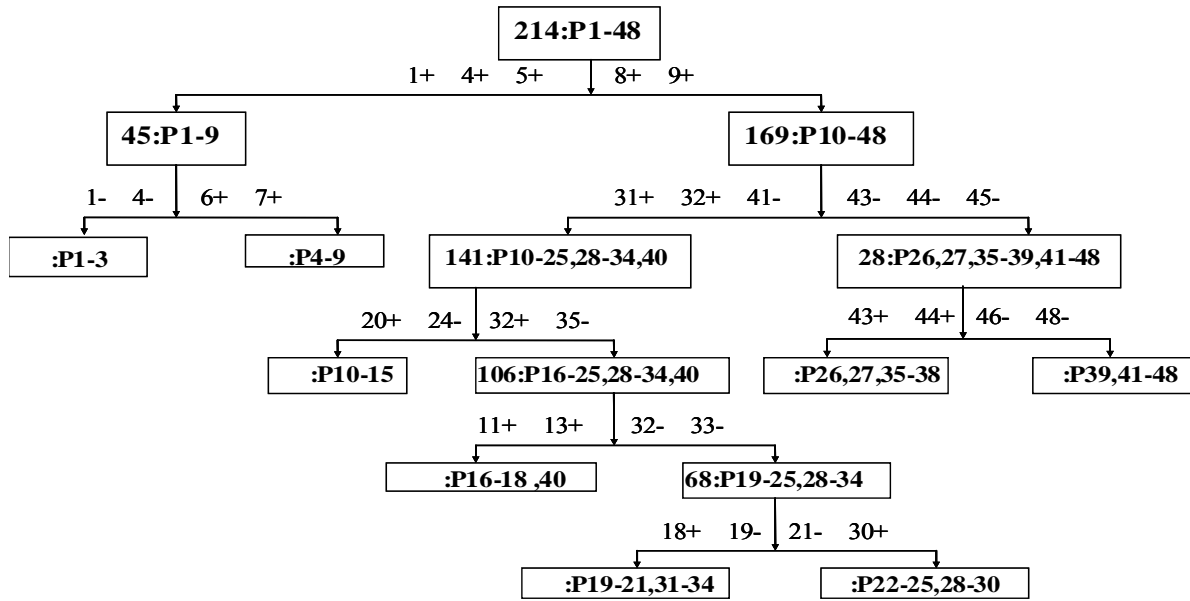 214:P1-48
1+ 4+ 5+ 8+ 9+
45:P1-9
169:P10-48
1- 4- 6+ 7+
31+ 32+ 41- 43- 44- 45-
:P1-3
:P4-9
141:P10-25,28-34,40
28:P26,27,35-39,41-48
20+ 24- 32+ 35-
43+ 44+ 46- 48-
:P10-15
106:P16-25,28-34,40
:P26,27,35-38
:P39,41-48
11+ 13+ 32- 33-
:P16-18 ,40
68:P19-25,28-34
18+ 19- 21- 30+
:P19-21,31-34
:P22-25,28-30